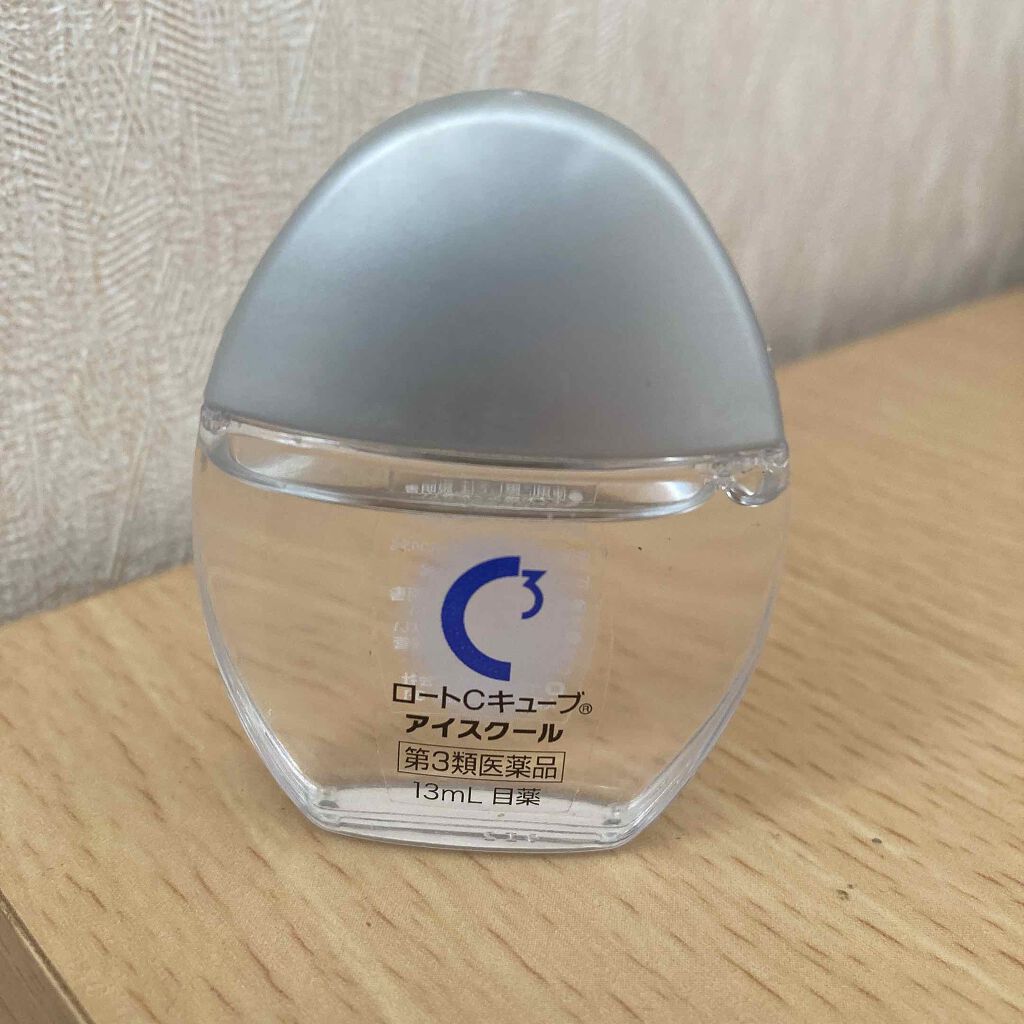 C3
ロートCキューブ®
アイスクール
第3類医薬品
13mL 目薬